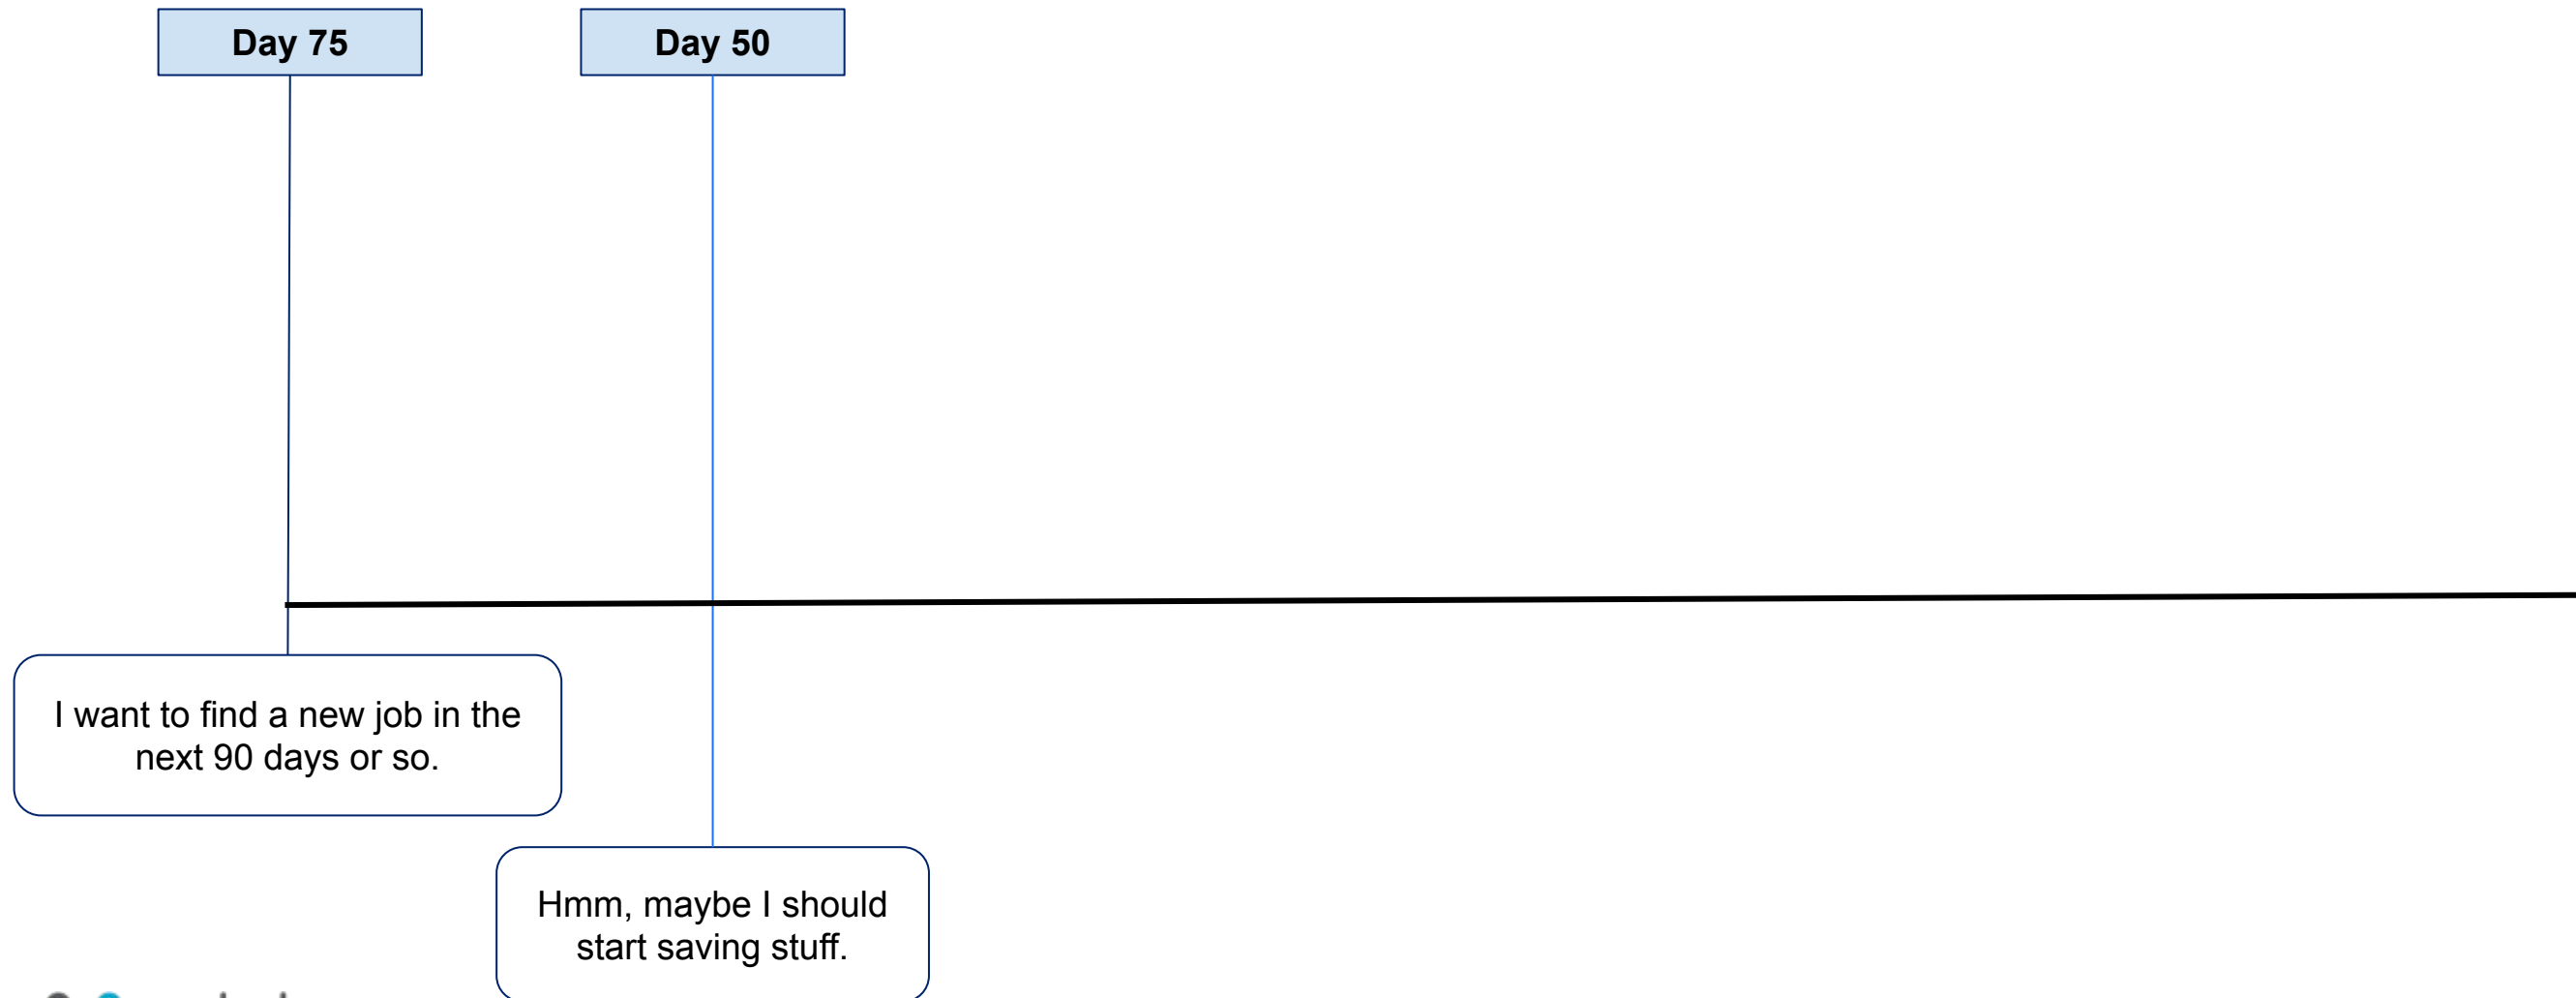 Day 75
Day 50
I want to find a new job in the
next 90 days or so.
Hmm, maybe I should
start saving stuff.